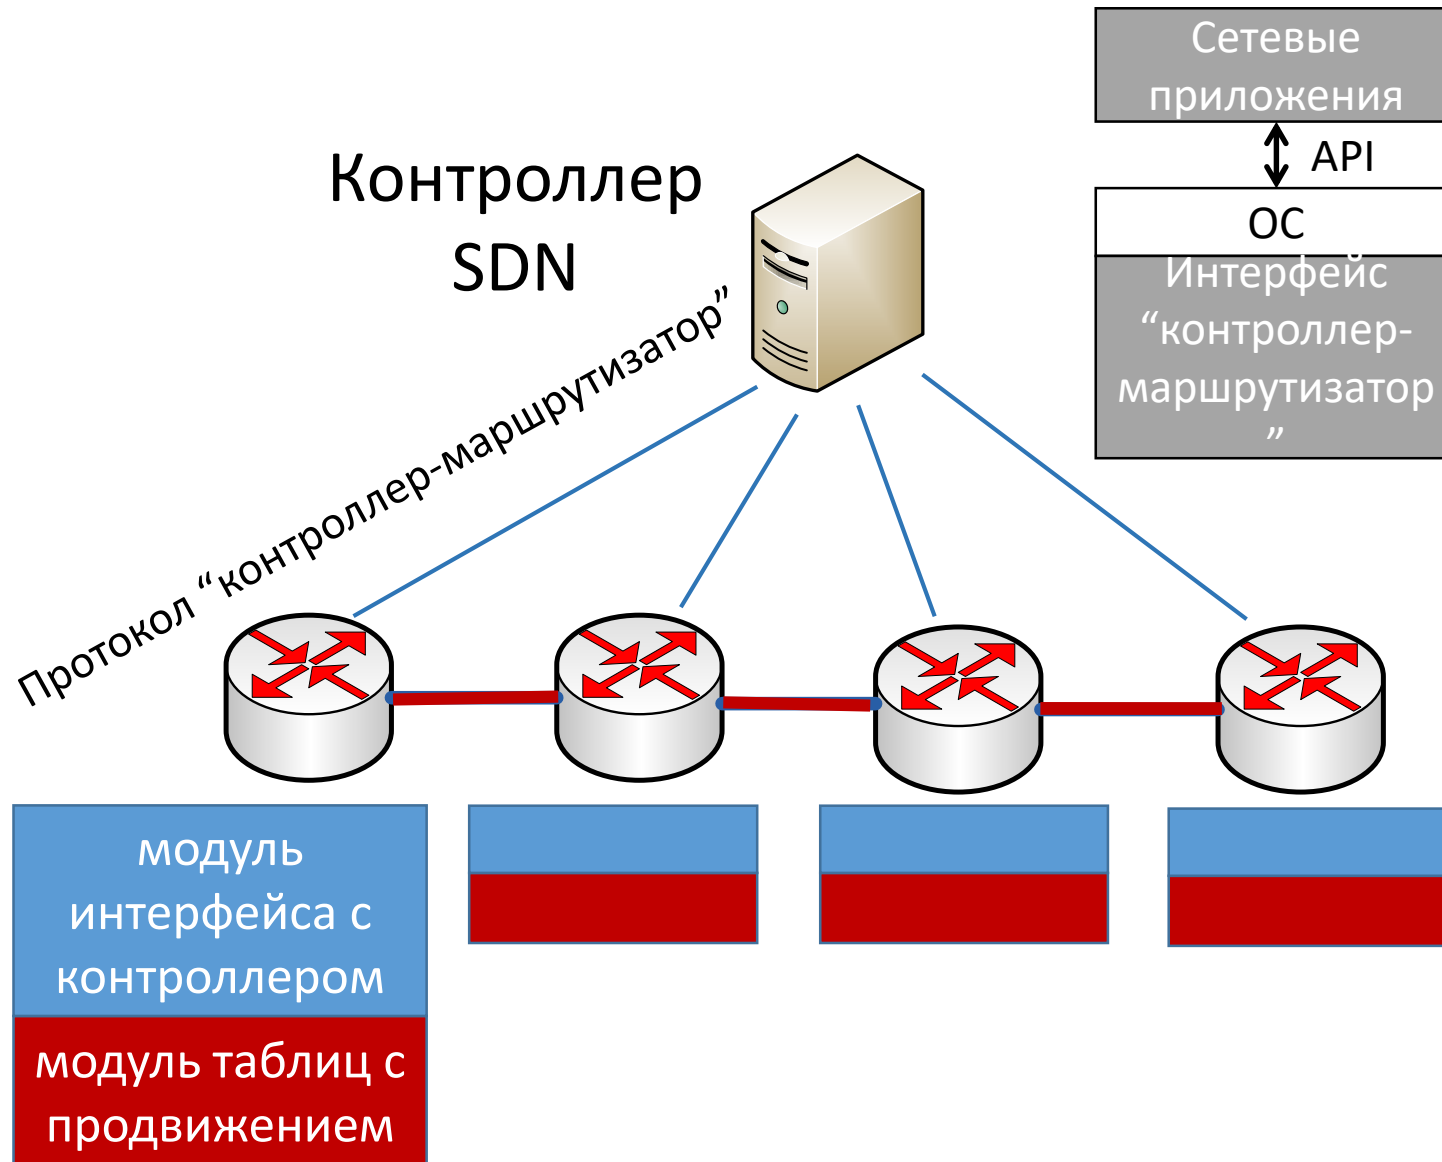 Сетевые
приложения
API
ОС
Интерфейс
“контроллер-
маршрутизатор
”
Контроллер
SDN
Протокол “контроллер-маршрутизатор”
модуль
интерфейса с
контроллером
модуль таблиц с
продвижением